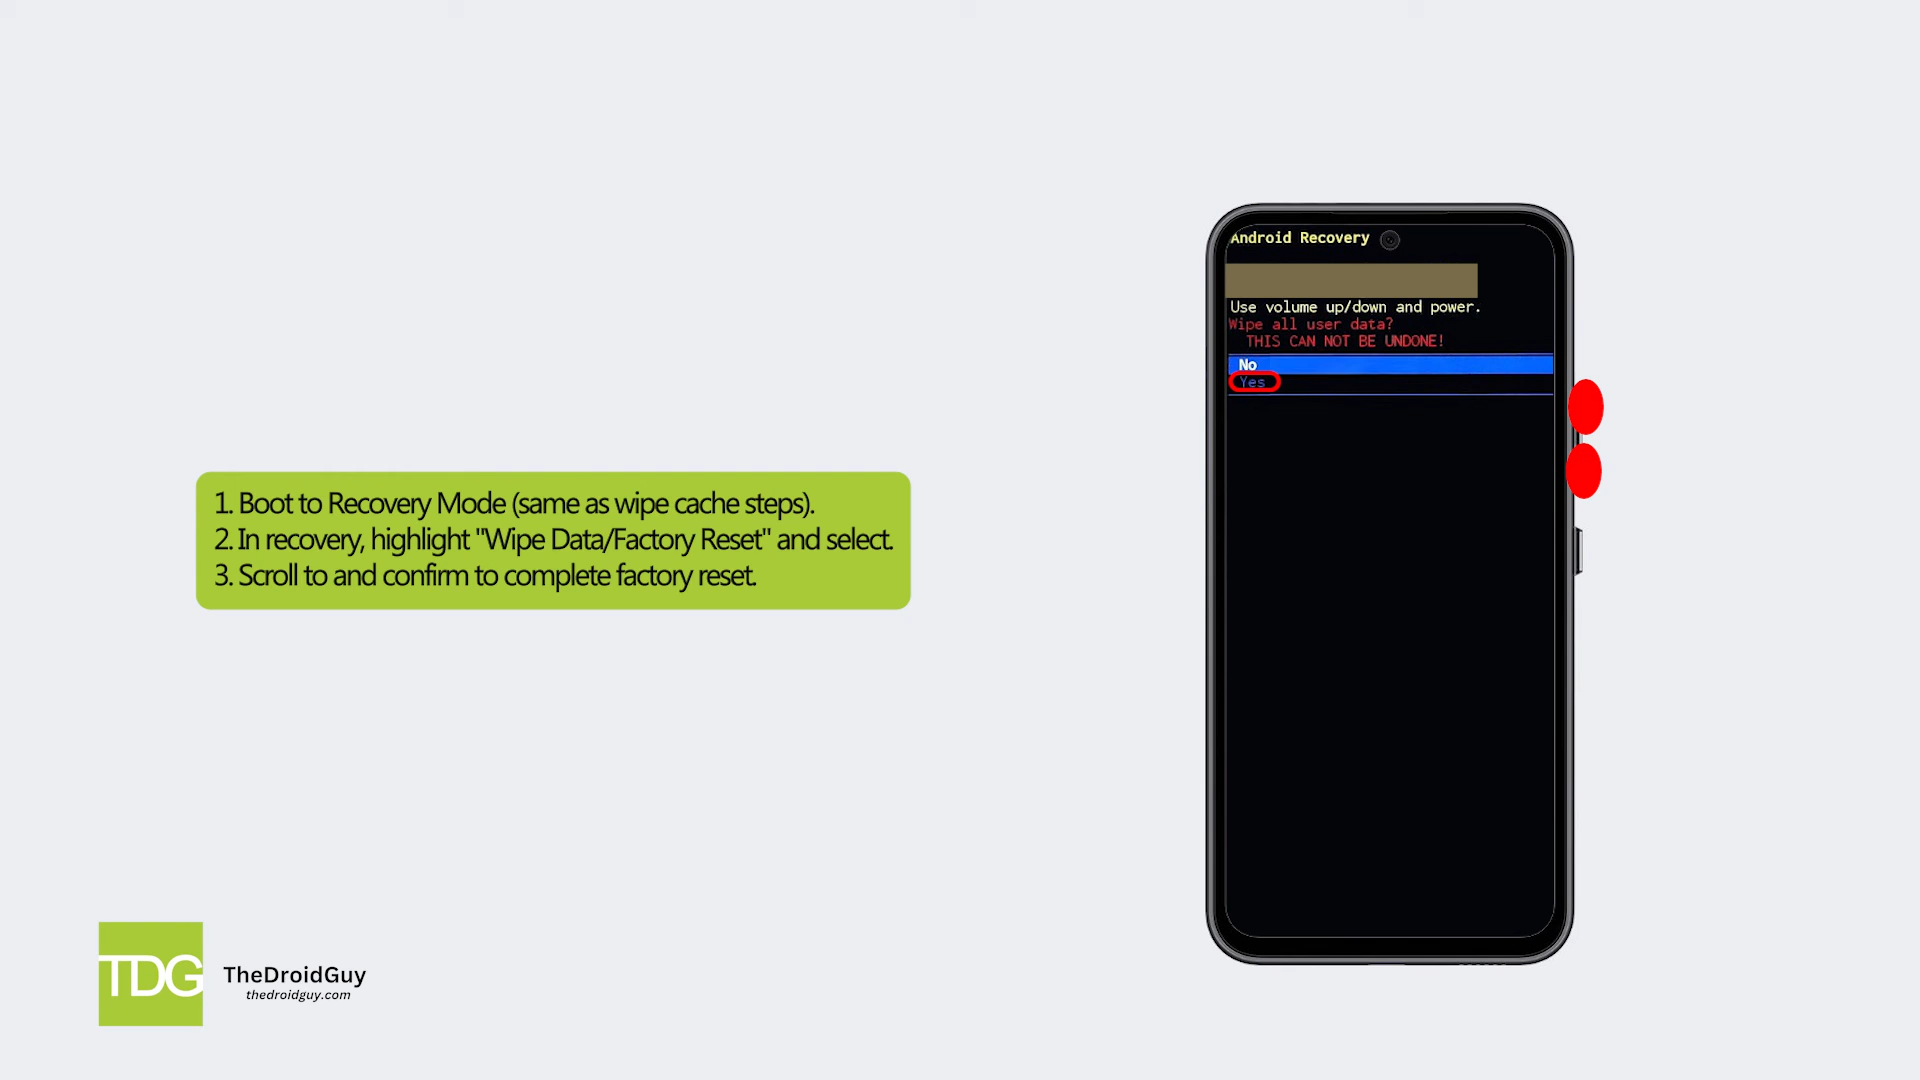 Android Recovery
Use volume up/down and power.
Wipe all user data?
THIS CAN NOT BE UNDONE!
No
Yes
1. Boot to Recovery Mode (same as wipe cache steps).
2. In recovery, highlight "Wipe Data/Factory Reset" and select.
3. Scroll to and confirm to complete factory reset.
TDG
TheDroidGuy
thedroidguy.com